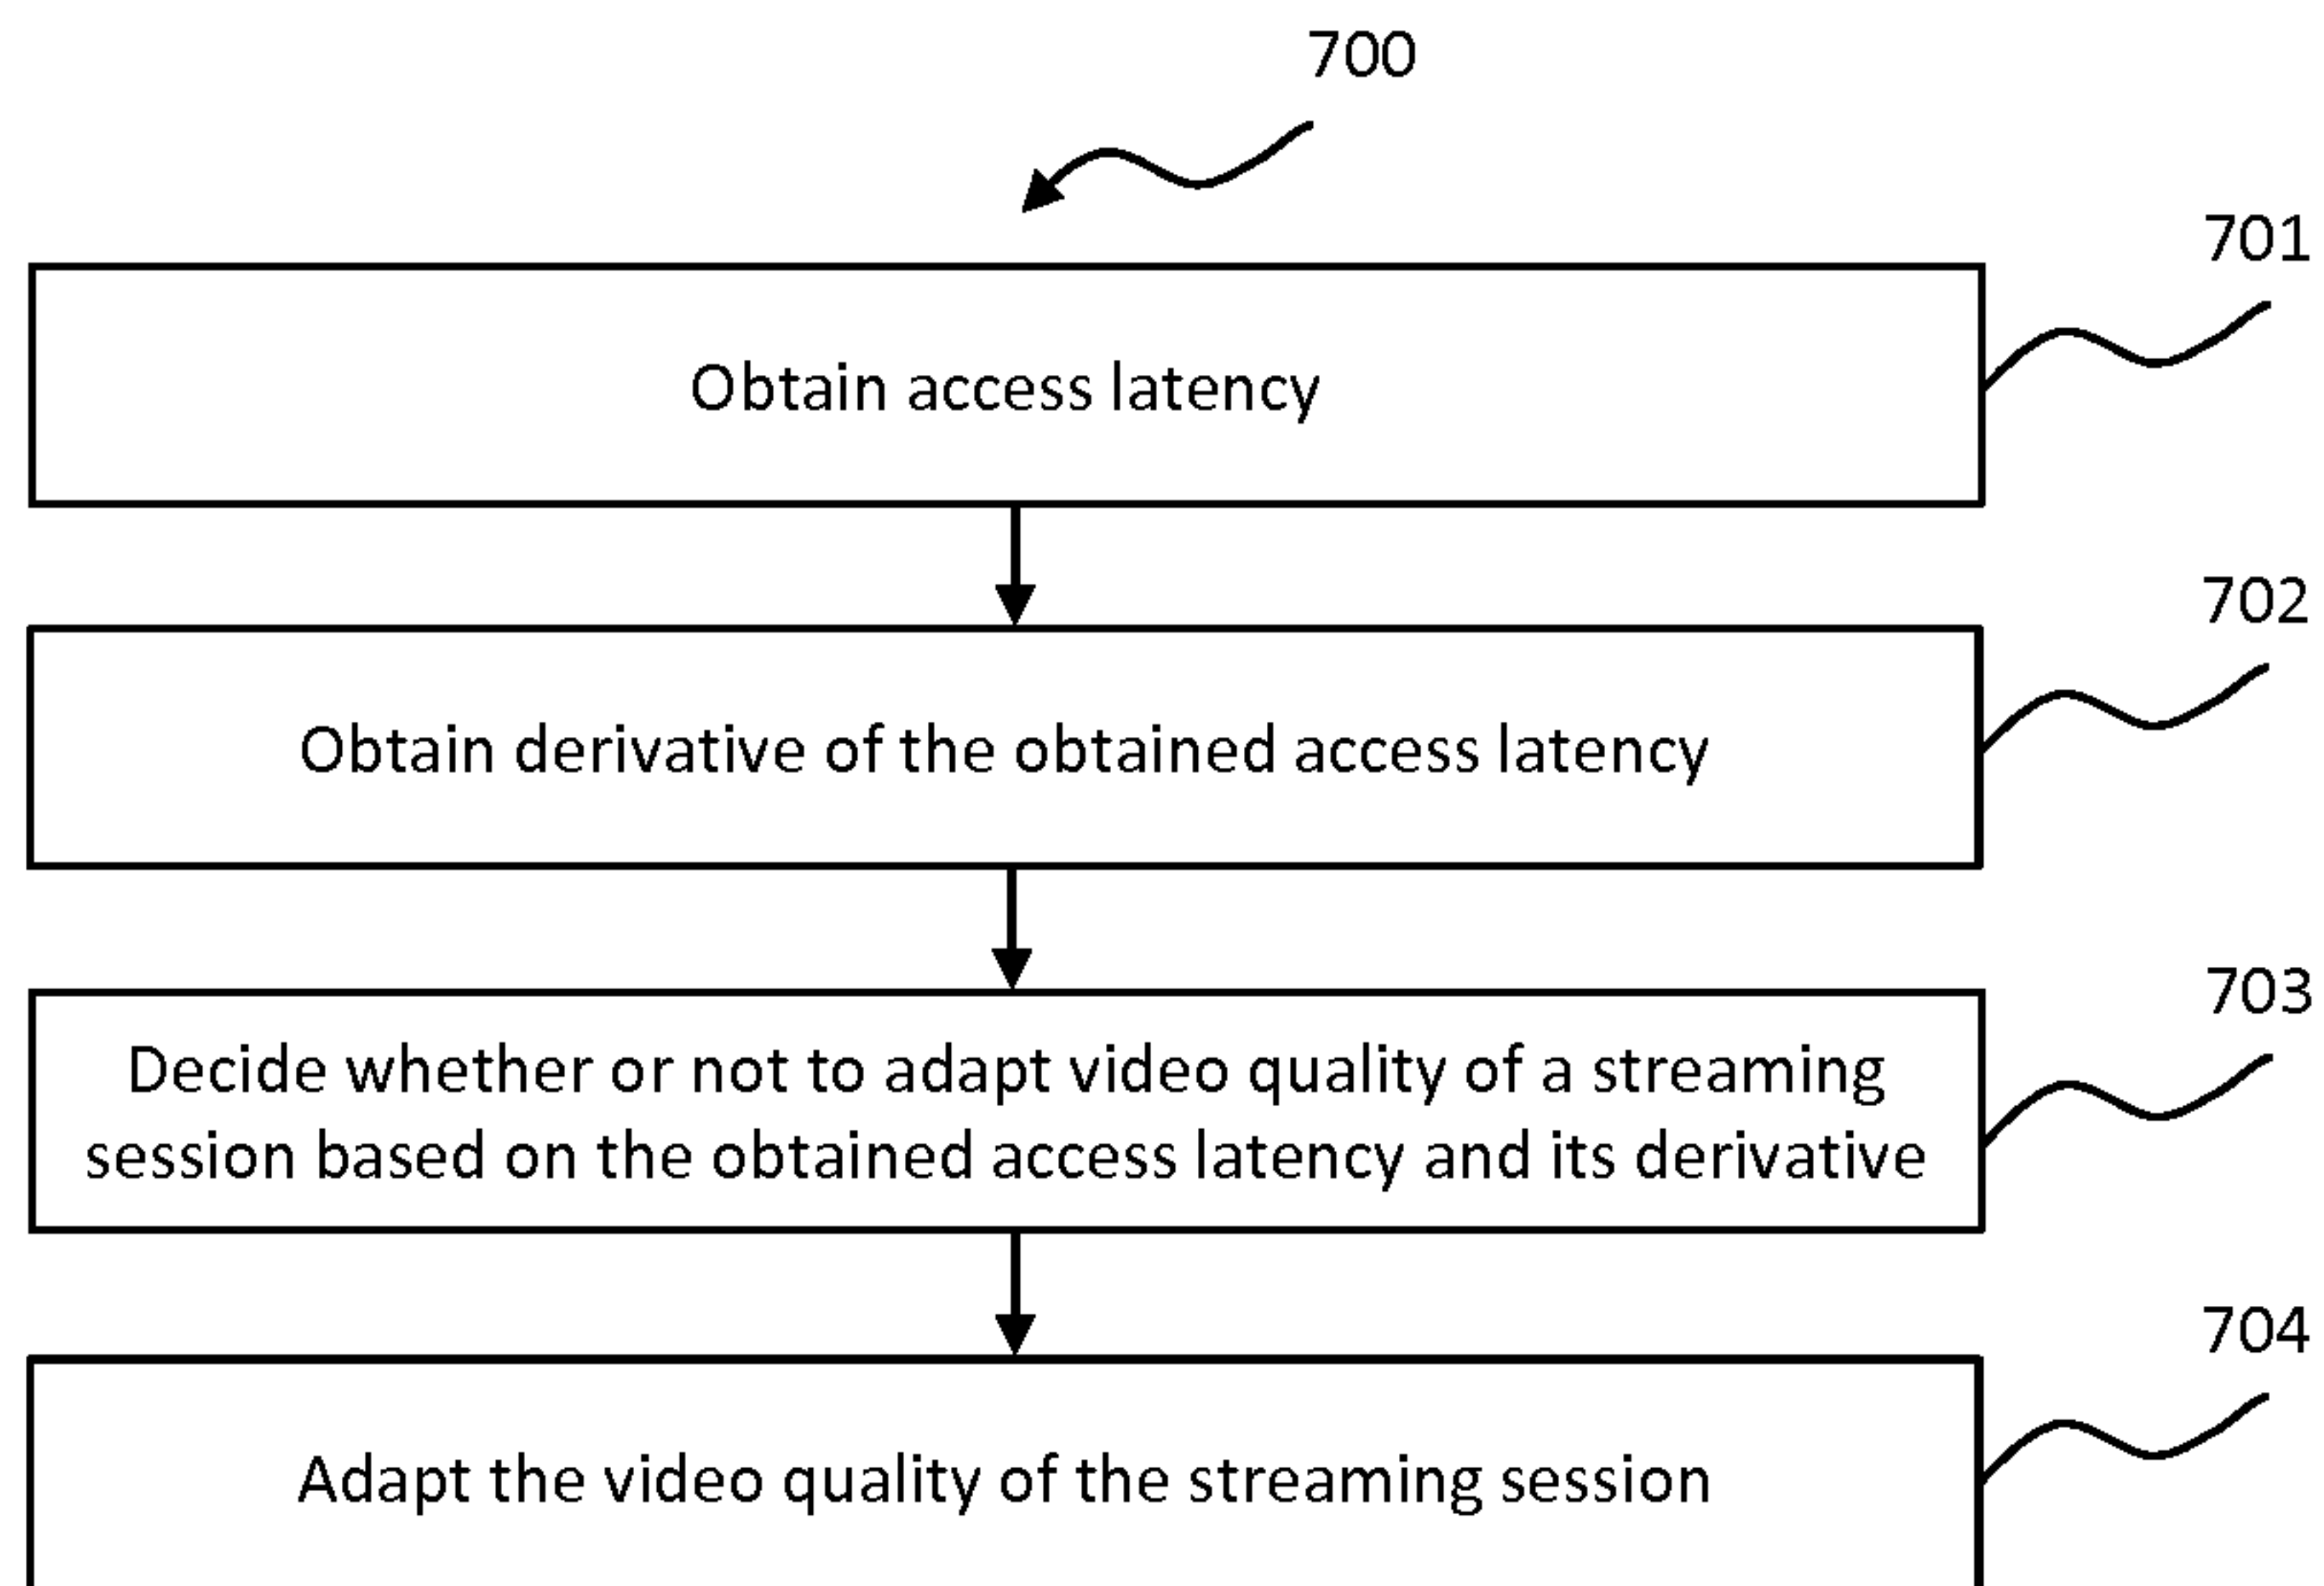 700
701
Obtain access latency
702
Obtain derivative of the obtained access latency
703
Decide whether or not to adapt video quality of a streaming
session based on the obtained access latency and its derivative
704
Adapt the video quality of the streaming session